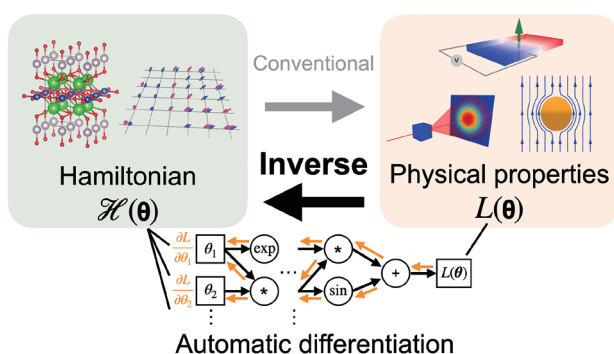 Conventional
V
Inverse
Hamiltonian
ℋ(θ)
Physical properties
L(θ)
∂L/∂θ₁
θ₁
exp
...
*
+
L(θ)
∂L/∂θ₂
θ₂
*
...
sin
⋮
⋮
Automatic differentiation